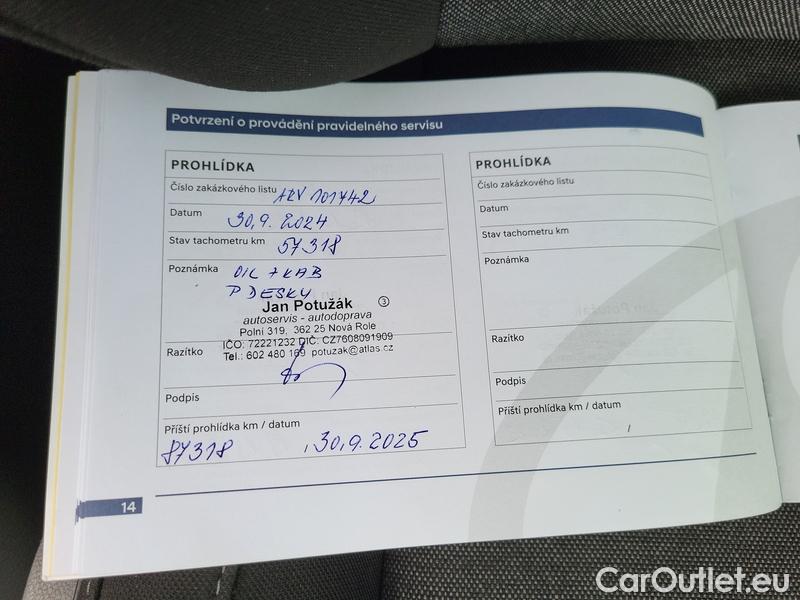 Potvrzení o provádění pravidelného servisu
PROHLÍDKA
Číslo zakázkového listu ARV 101742
Datum 30.9.2024
Stav tachometru km 57318
Poznámka OIL + KAB
P DESKY
Jan Potužák 3
autoservis - autodoprava
Polní 319, 362 25 Nová Role
IČO: 72221232 DIČ: CZ7608091909
Razítko
Tel.: 602 480 169 potuzak@atlas.cz
Podpis
Příští prohlídka km / datum
87318 , 30.9.2025
PROHLÍDKA
Číslo zakázkového listu
Datum
Stav tachometru km
Poznámka
Razítko
Podpis
Příští prohlídka km / datum
/
14
CarOutlet.eu